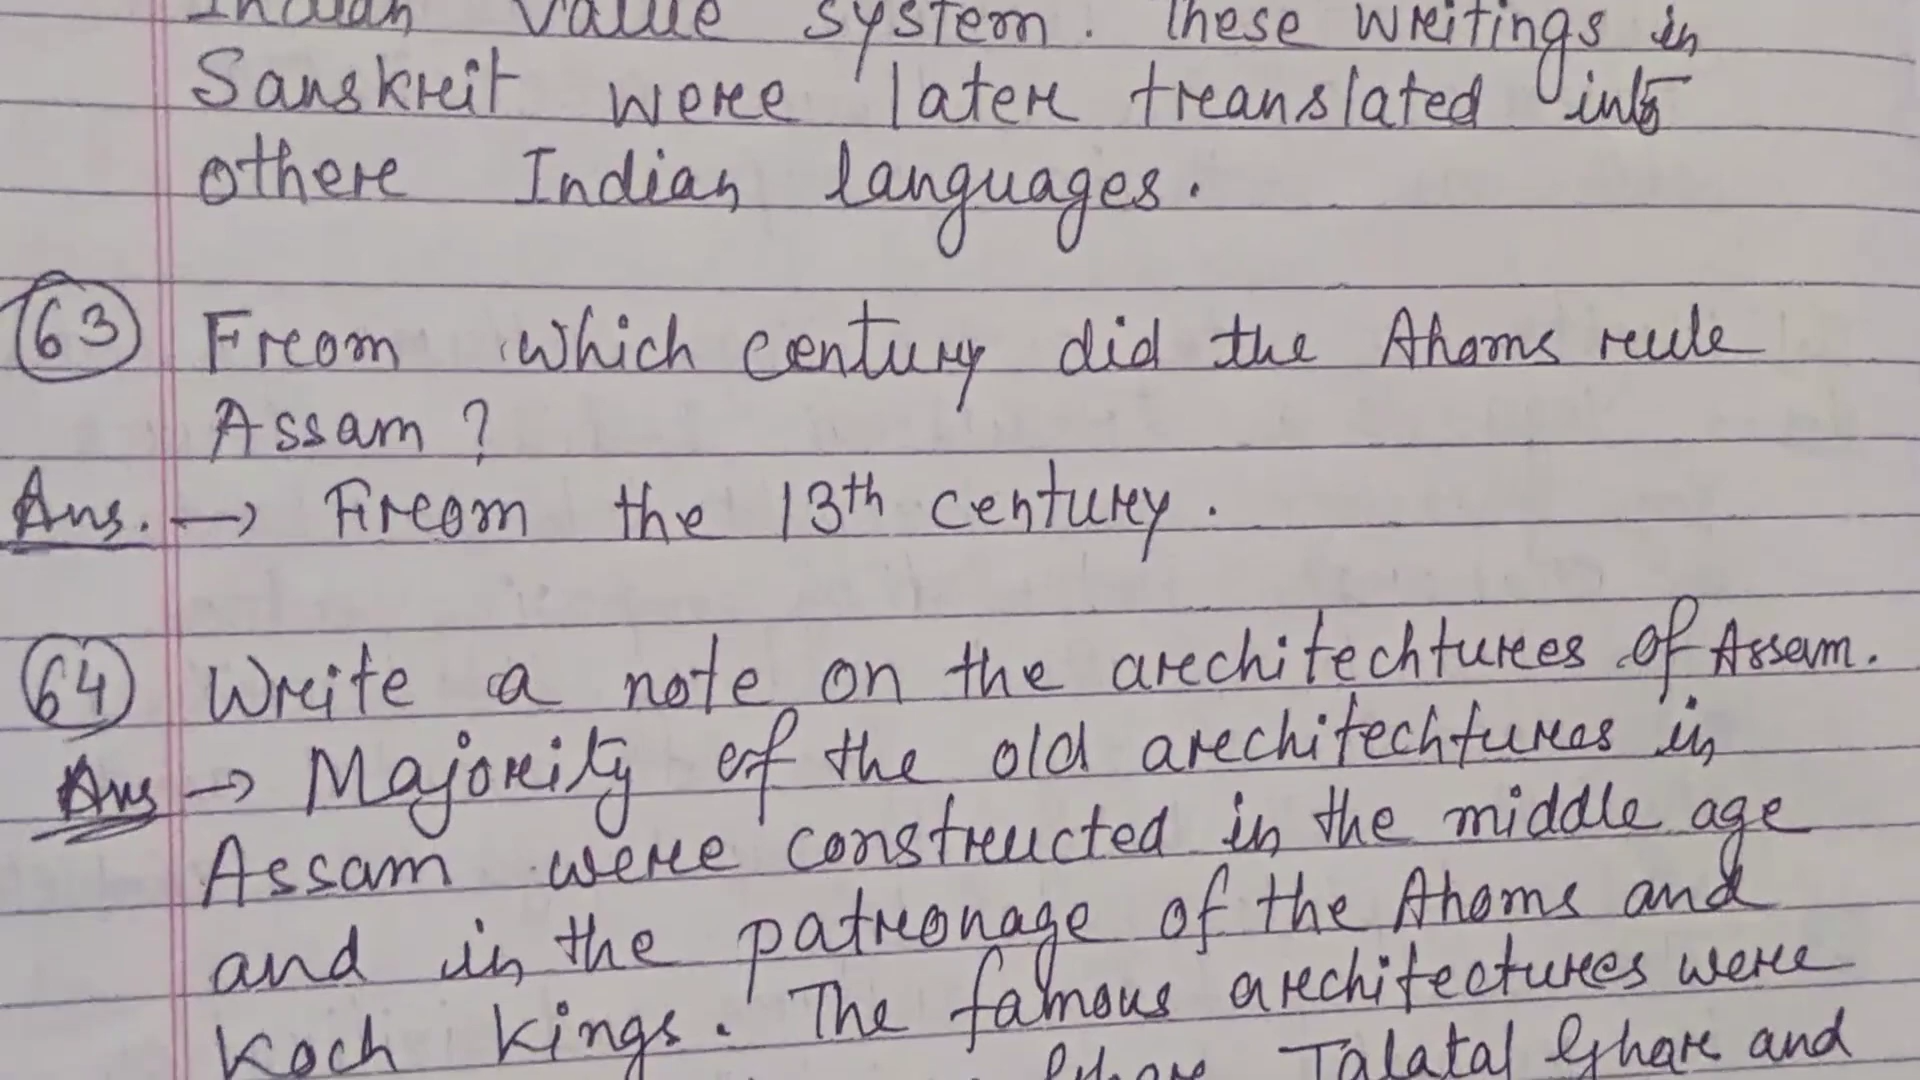 Indian value system. These writings in
Sanskrit were later translated into
other Indian languages.
63 From which century did the Ahoms rule
Assam ?
Ans. → From the 13th century.
64 Write a note on the architechtures of Assam.
Ans → Majority of the old architechtures in
Assam were constructed in the middle age
and in the patronage of the Ahoms and
Koch kings. The famous architectures were
Ghar Talatal Ghar and